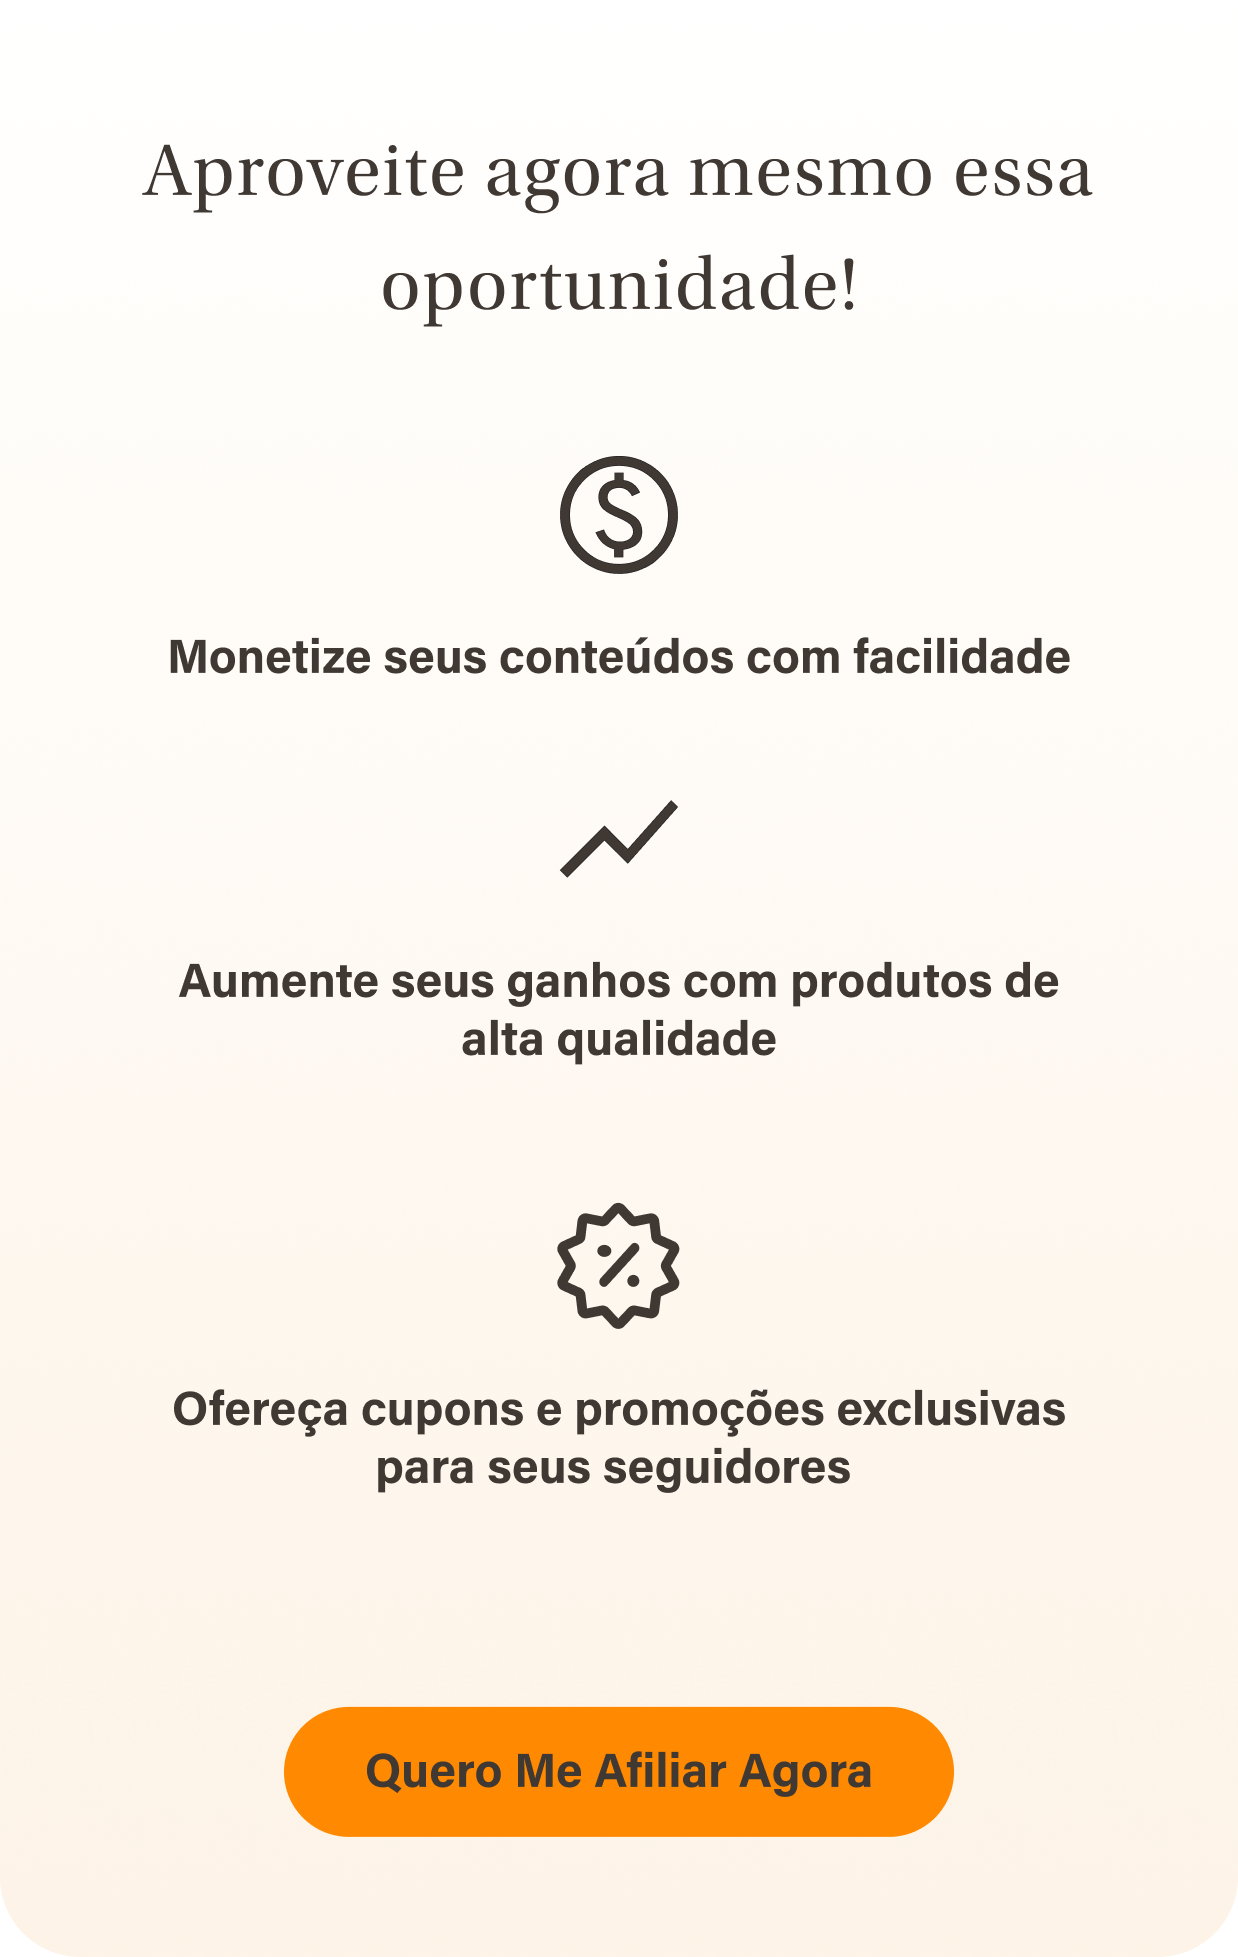 Aproveite agora mesmo essa
oportunidade!
$
Monetize seus conteúdos com facilidade
Aumente seus ganhos com produtos de
alta qualidade
%
Ofereça cupons e promoções exclusivas
para seus seguidores
Quero Me Afiliar Agora